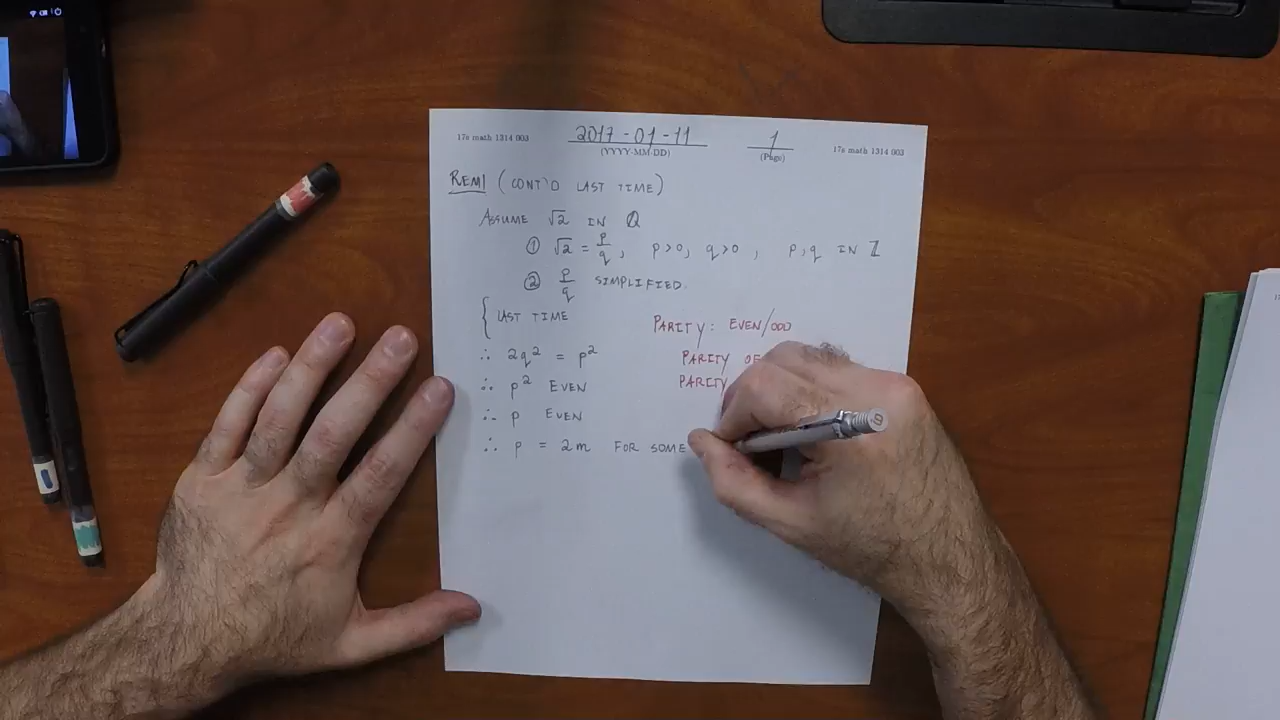 17s math 1314 003 2017-01-11 1 17s math 1314 003
(YYYY-MM-DD) (Page)
REM1 (CONT'D LAST TIME)
ASSUME √2 IN ℚ
① √2 = p/q, p>0, q>0, p,q IN ℤ
② p/q SIMPLIFIED.
{ LAST TIME
PARITY: EVEN/ODD
∴ 2q² = p²
PARITY OF
∴ p² EVEN
PARITY
∴ p EVEN
∴ p = 2m FOR SOME